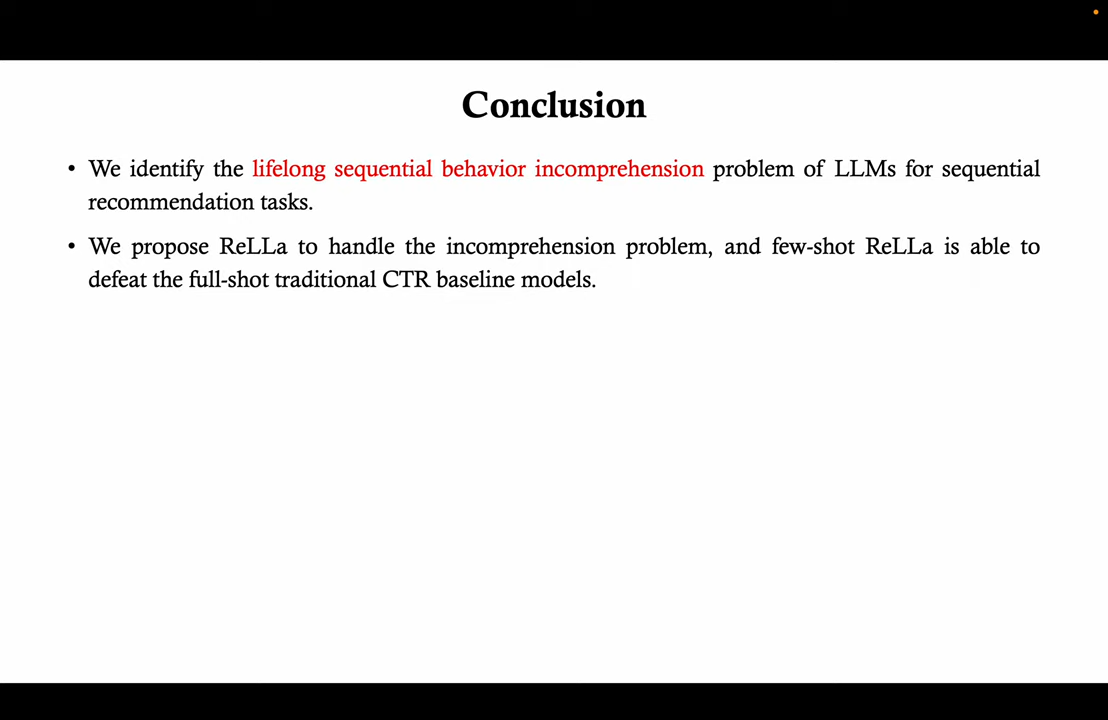 Conclusion
• We identify the lifelong sequential behavior incomprehension problem of LLMs for sequential
recommendation tasks.
• We propose ReLLa to handle the incomprehension problem, and few-shot ReLLa is able to
defeat the full-shot traditional CTR baseline models.